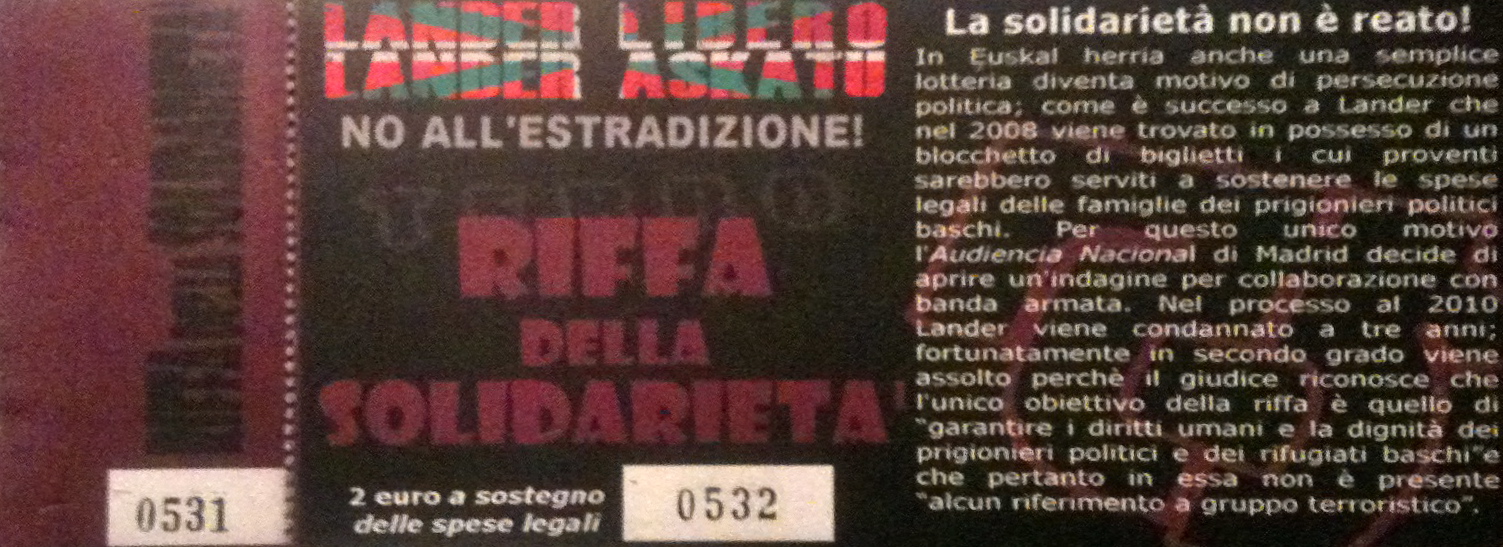 LANDER LIBERO
LANDER ASKATU
NO ALL'ESTRADIZIONE!
RIFFA
DELLA
SOLIDARIETA'
2 euro a sostegno
delle spese legali
0531
0532
La solidarietà non è reato!
In Euskal herria anche una semplice
lotteria diventa motivo di persecuzione
politica; come è successo a Lander che
nel 2008 viene trovato in possesso di un
blocchetto di biglietti i cui proventi
sarebbero serviti a sostenere le spese
legali delle famiglie dei prigionieri politici
baschi. Per questo unico motivo
l'Audiencia Nacional di Madrid decide di
aprire un'indagine per collaborazione con
banda armata. Nel processo al 2010
Lander viene condannato a tre anni;
fortunatamente in secondo grado viene
assolto perchè il giudice riconosce che
l'unico obiettivo della riffa è quello di
"garantire i diritti umani e la dignità dei
prigionieri politici e dei rifugiati baschi"e
che pertanto in essa non è presente
"alcun riferimento a gruppo terroristico".